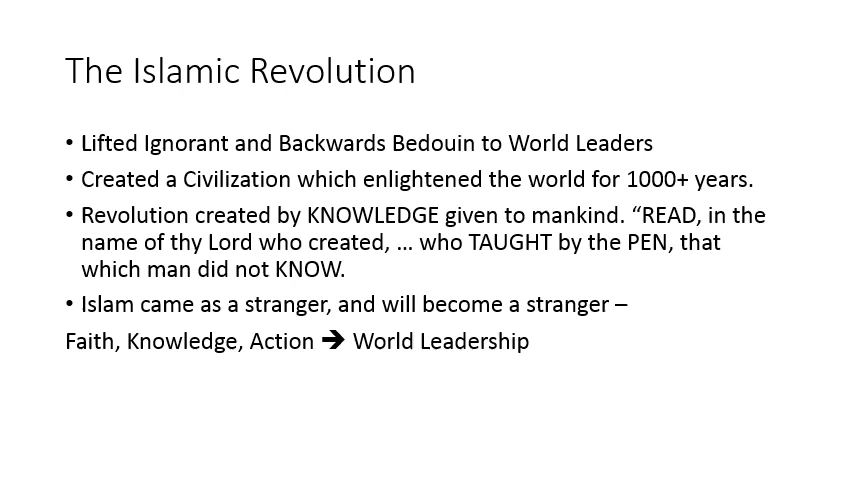 The Islamic Revolution
• Lifted Ignorant and Backwards Bedouin to World Leaders
• Created a Civilization which enlightened the world for 1000+ years.
• Revolution created by KNOWLEDGE given to mankind. “READ, in the
name of thy Lord who created, … who TAUGHT by the PEN, that
which man did not KNOW.
• Islam came as a stranger, and will become a stranger –
Faith, Knowledge, Action ➔ World Leadership